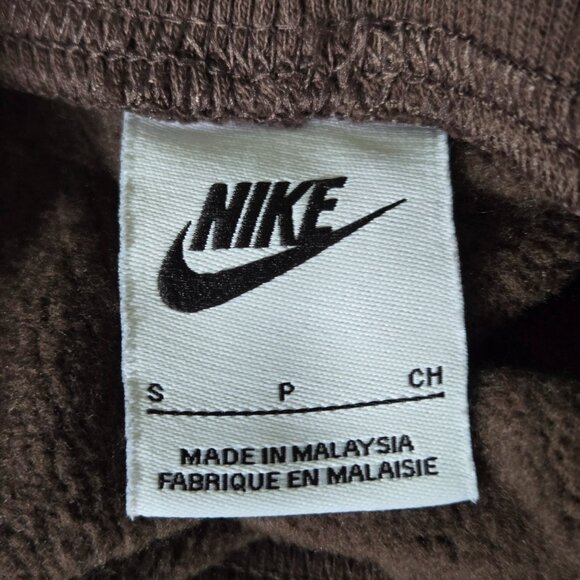 NIKE
S P CH
MADE IN MALAYSIA
FABRIQUE EN MALAISIE